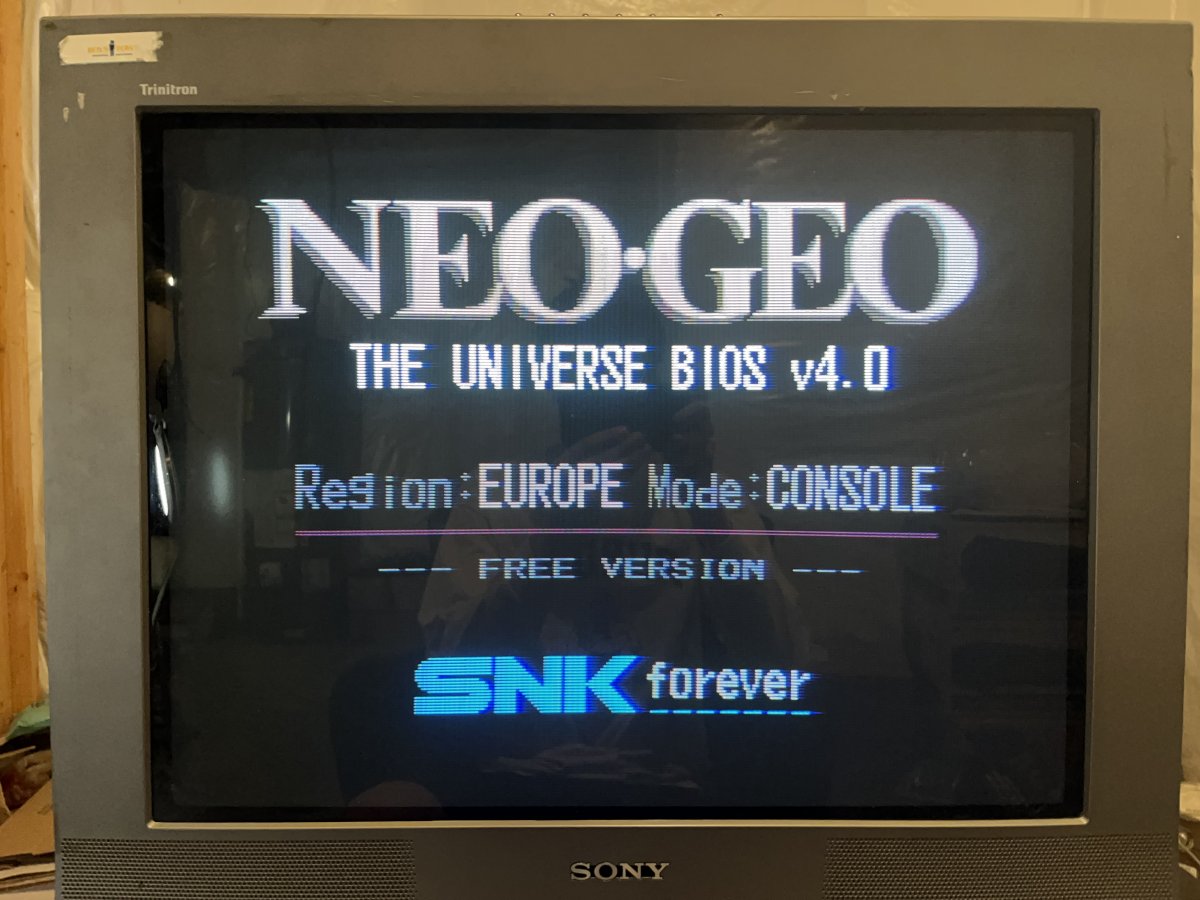 Trinitron
NEO·GEO
THE UNIVERSE BIOS v4.0
Region:EUROPE Mode:CONSOLE
--- FREE VERSION ---
SNK forever
SONY